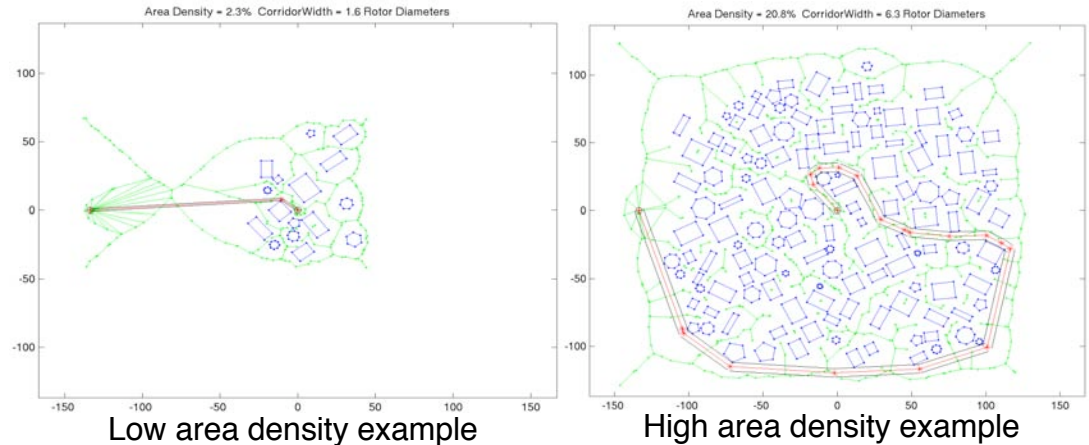 Area Density = 2.3% CorridorWidth = 1.6 Rotor Diameters
100
50
0
-50
-100
-150 -100 -50 0 50 100 150
Low area density example
Area Density = 20.8% CorridorWidth = 6.3 Rotor Diameters
100
50
0
-50
-100
-150 -100 -50 0 50 100 150
High area density example